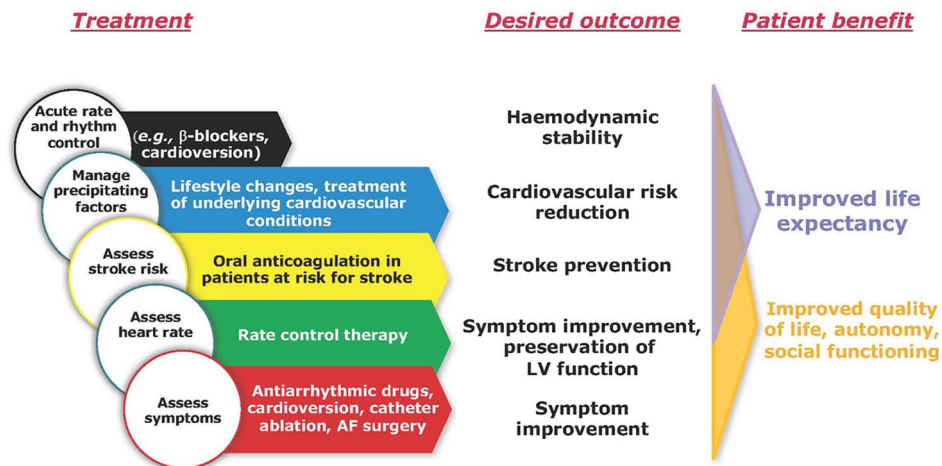 Treatment
Desired outcome
Patient benefit
Acute rate
and rhythm
control
(e.g., β-blockers,
cardioversion)
Haemodynamic
stability
Manage
precipitating
factors
Lifestyle changes, treatment
of underlying cardiovascular
conditions
Cardiovascular risk
reduction
Improved life
expectancy
Assess
stroke risk
Oral anticoagulation in
patients at risk for stroke
Stroke prevention
Assess
heart rate
Rate control therapy
Symptom improvement,
preservation of
LV function
Improved quality
of life, autonomy,
social functioning
Assess
symptoms
Antiarrhythmic drugs,
cardioversion, catheter
ablation, AF surgery
Symptom
improvement